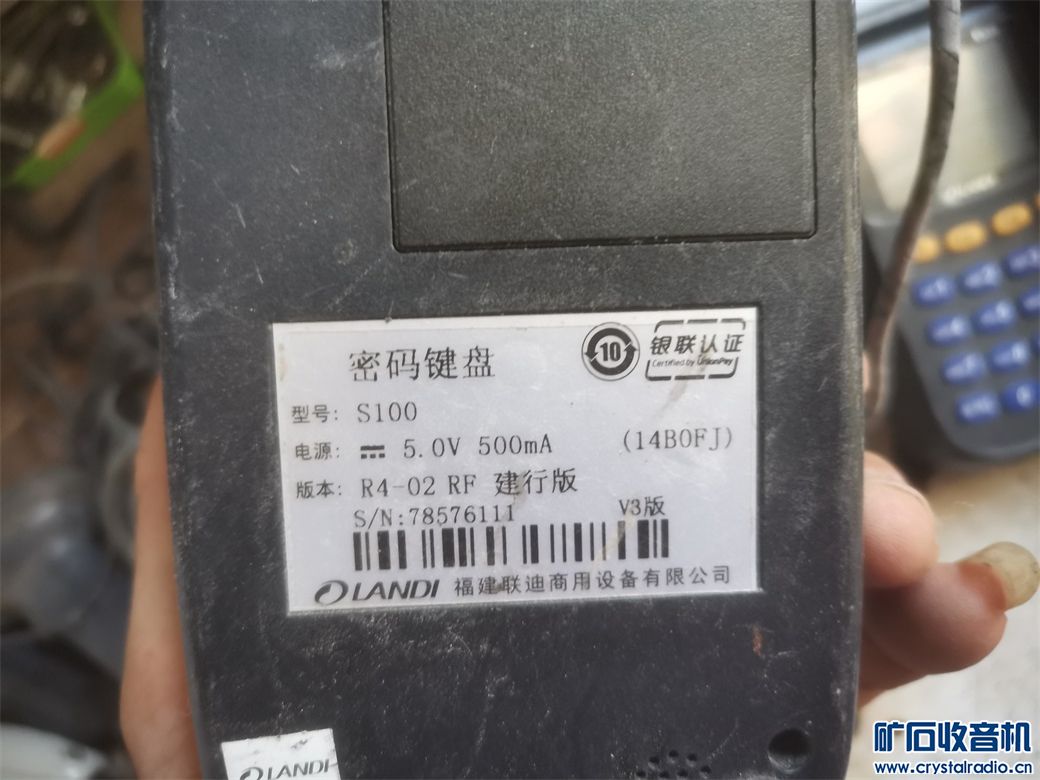 密码键盘
10
银联认证
Certified by UnionPay
型号: S100
电源: 5.0V 500mA (14B0FJ)
版本: R4-02 RF 建行版
S/N:78576111 V3版
LANDI 福建联迪商用设备有限公司
LANDI
矿石收音机
www.crystalradio.cn